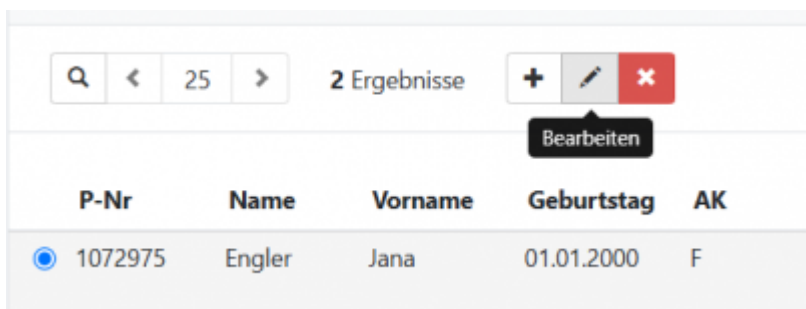 25 2 Ergebnisse
Bearbeiten
P-Nr Name Vorname Geburtstag AK
1072975 Engler Jana 01.01.2000 F